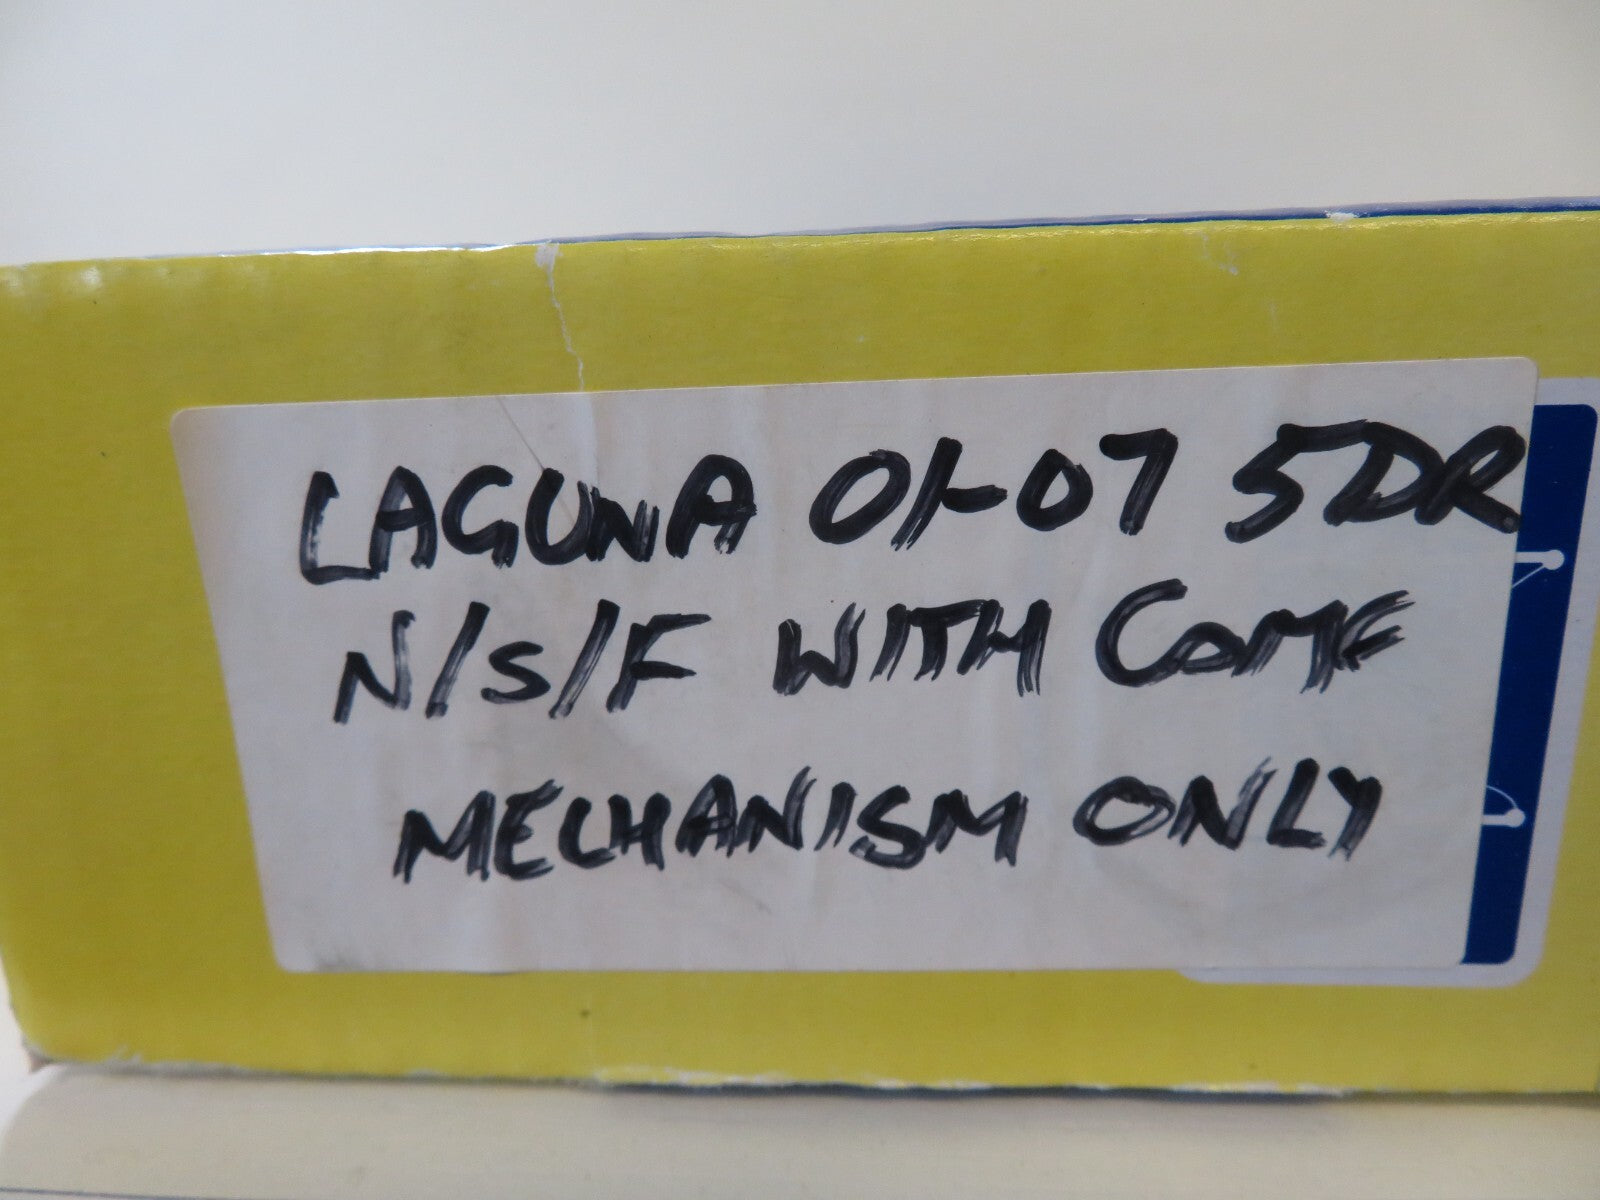 LAGUNA 01-07 5DR
N/S/F WITH COMF
MECHANISM ONLY